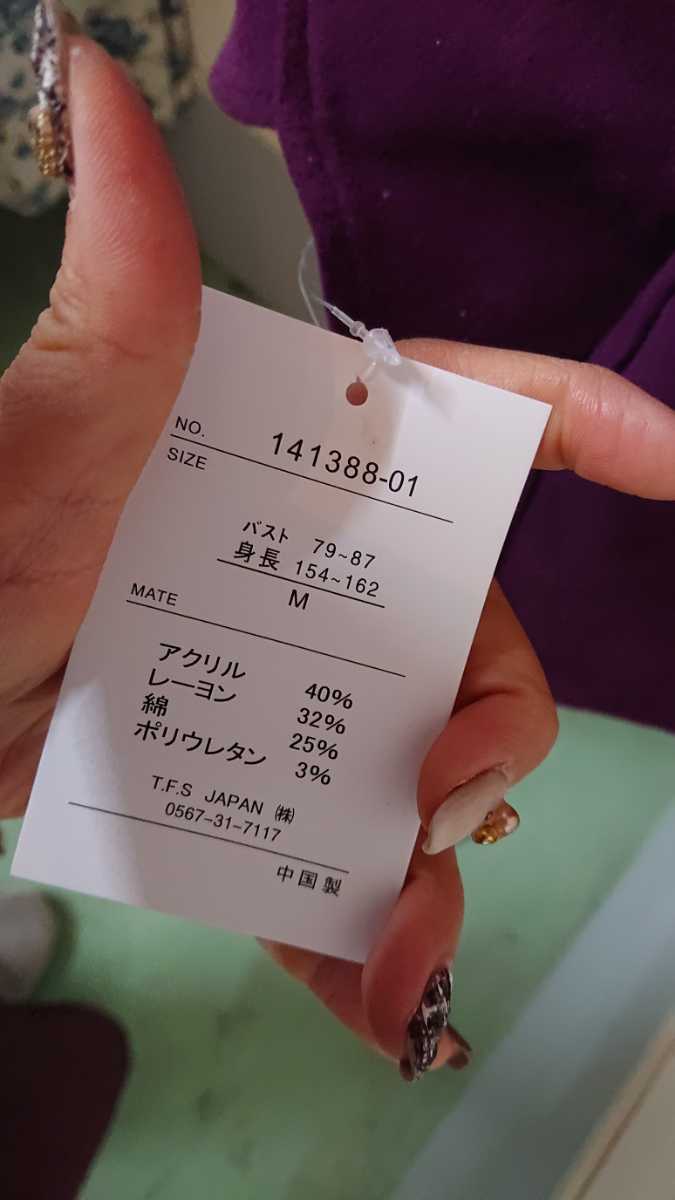 NO. 141388-01
SIZE
バスト 79~87
身長 154~162
M
MATE
アクリル 40%
レーヨン 32%
綿 25%
ポリウレタン 3%
T.F.S JAPAN ㈱
0567-31-7117
中国製